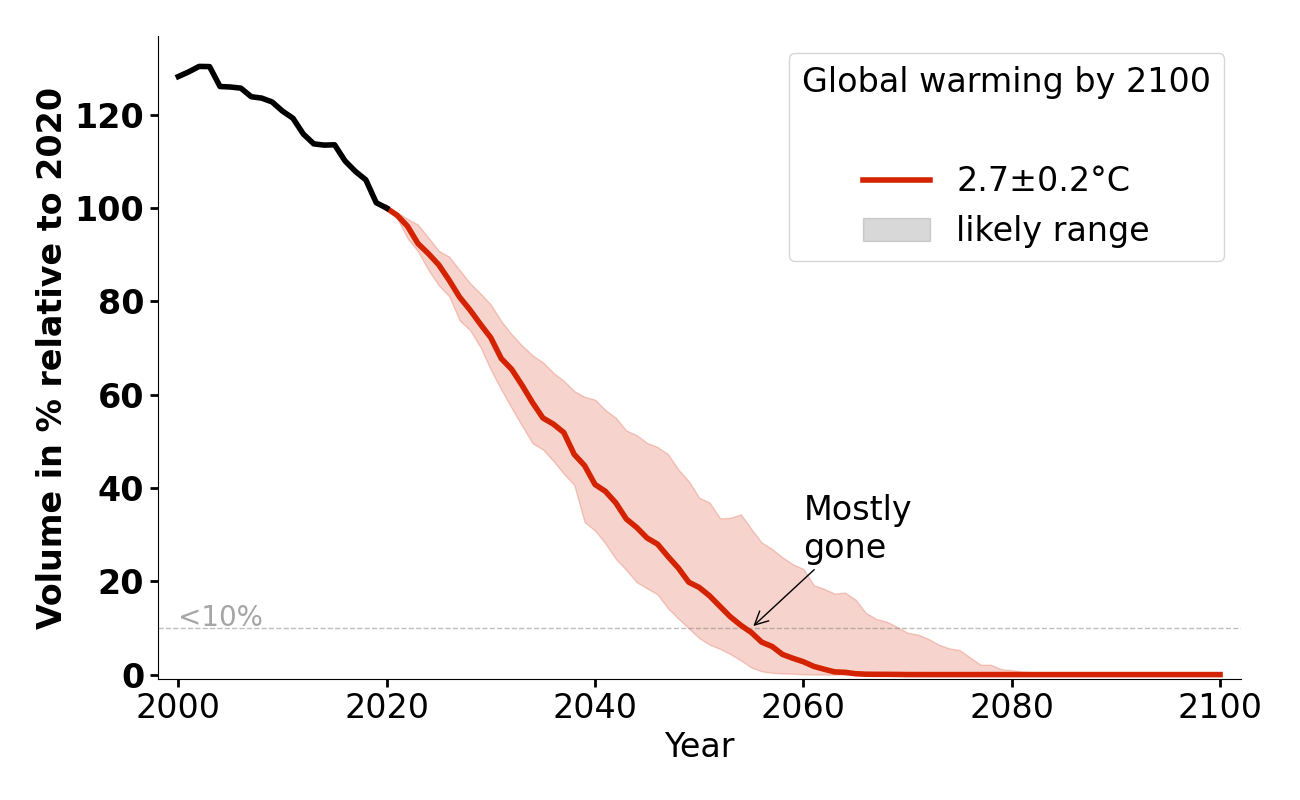 Volume in % relative to 2020
120
100
80
60
40
20
0
Global warming by 2100
2.7±0.2°C
likely range
Mostly
gone
<10%
2000 2020 2040 2060 2080 2100
Year